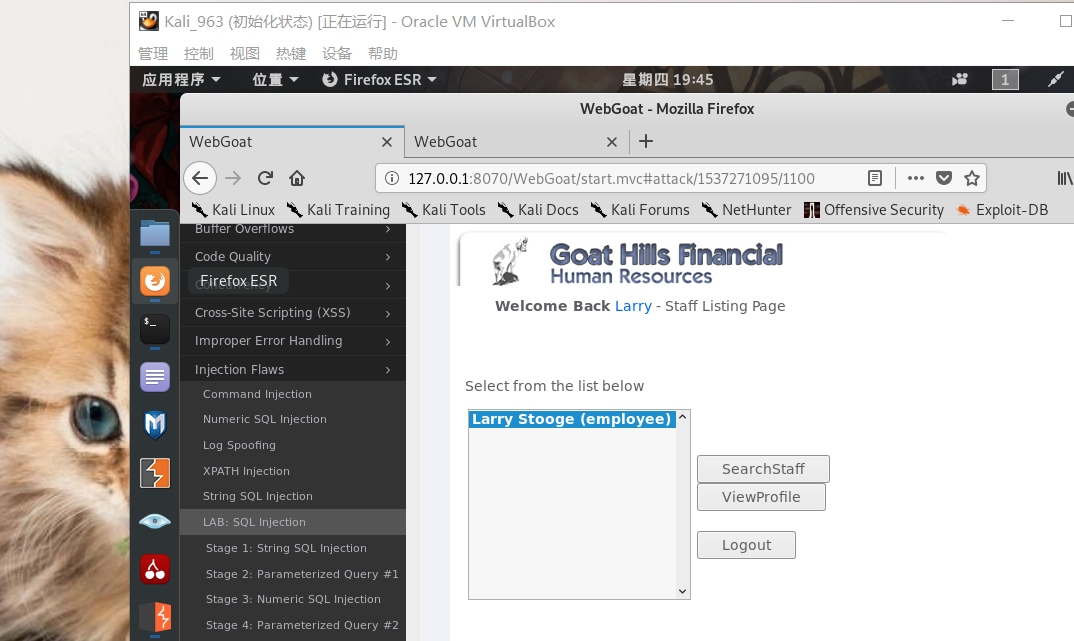 Kali_963 (初始化状态) [正在运行] - Oracle VM VirtualBox
管理 控制 视图 热键 设备 帮助
应用程序 位置 Firefox ESR 星期四 19:45 1
WebGoat - Mozilla Firefox
WebGoat WebGoat
127.0.0.1:8070/WebGoat/start.mvc#attack/1537271095/1100
Kali Linux Kali Training Kali Tools Kali Docs Kali Forums NetHunter Offensive Security Exploit-DB
Buffer Overflows
Code Quality
Firefox ESR
Cross-Site Scripting (XSS)
Improper Error Handling
Injection Flaws
Command Injection
Numeric SQL Injection
Log Spoofing
XPATH Injection
String SQL Injection
LAB: SQL Injection
Stage 1: String SQL Injection
Stage 2: Parameterized Query #1
Stage 3: Numeric SQL Injection
Stage 4: Parameterized Query #2
Goat Hills Financial
Human Resources
Welcome Back Larry - Staff Listing Page
Select from the list below
Larry Stooge (employee)
SearchStaff
ViewProfile
Logout